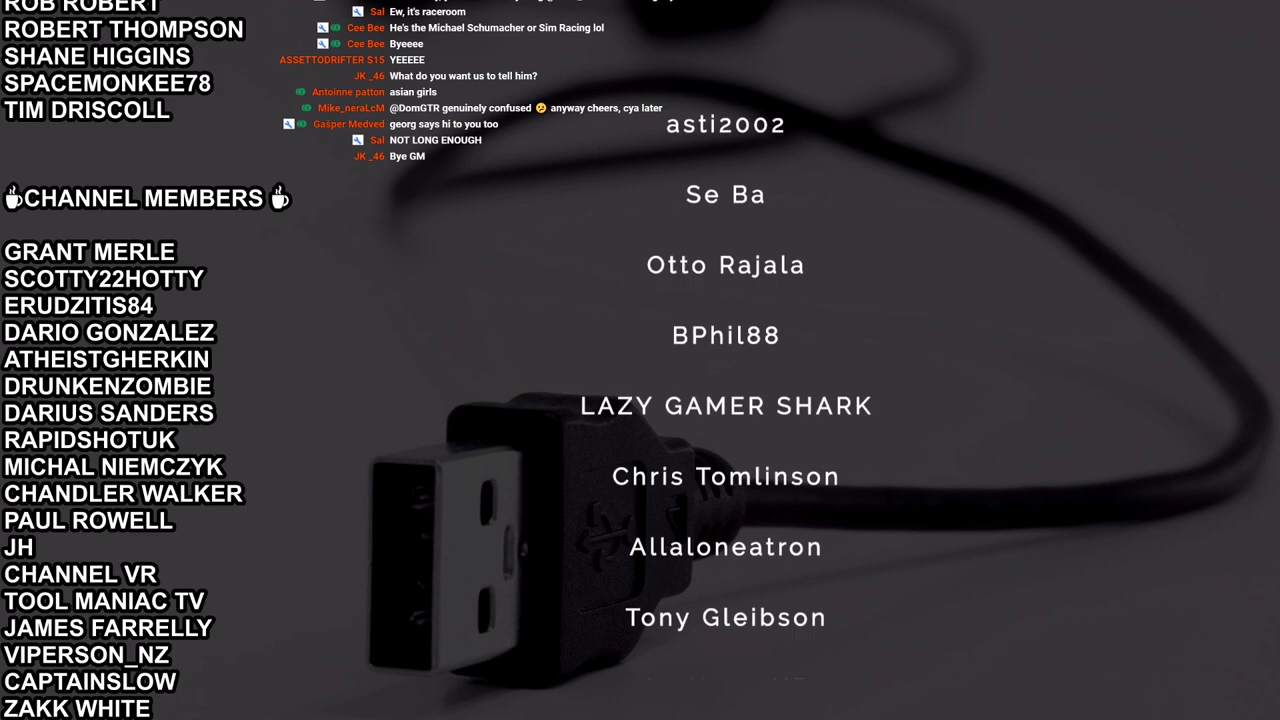 ROB ROBERT
ROBERT THOMPSON
SHANE HIGGINS
SPACEMONKEE78
TIM DRISCOLL
CHANNEL MEMBERS
GRANT MERLE
SCOTTY22HOTTY
ERUDZITIS84
DARIO GONZALEZ
ATHEISTGHERKIN
DRUNKENZOMBIE
DARIUS SANDERS
RAPIDSHOTUK
MICHAL NIEMCZYK
CHANDLER WALKER
PAUL ROWELL
JH
CHANNEL VR
TOOL MANIAC TV
JAMES FARRELLY
VIPERSON_NZ
CAPTAINSLOW
ZAKK WHITE
Sal Ew, it's raceroom
Cee Bee He's the Michael Schumacher or Sim Racing lol
Cee Bee Byeeee
ASSETTODRIFTER S15 YEEEEE
JK _46 What do you want us to tell him?
Antoinne patton asian girls
Mike_neraLcM @DomGTR genuinely confused 😕 anyway cheers, cya later
Gašper Medved georg says hi to you too
Sal NOT LONG ENOUGH
JK _46 Bye GM
asti2002
Se Ba
Otto Rajala
BPhil88
LAZY GAMER SHARK
Chris Tomlinson
Allaloneatron
Tony Gleibson